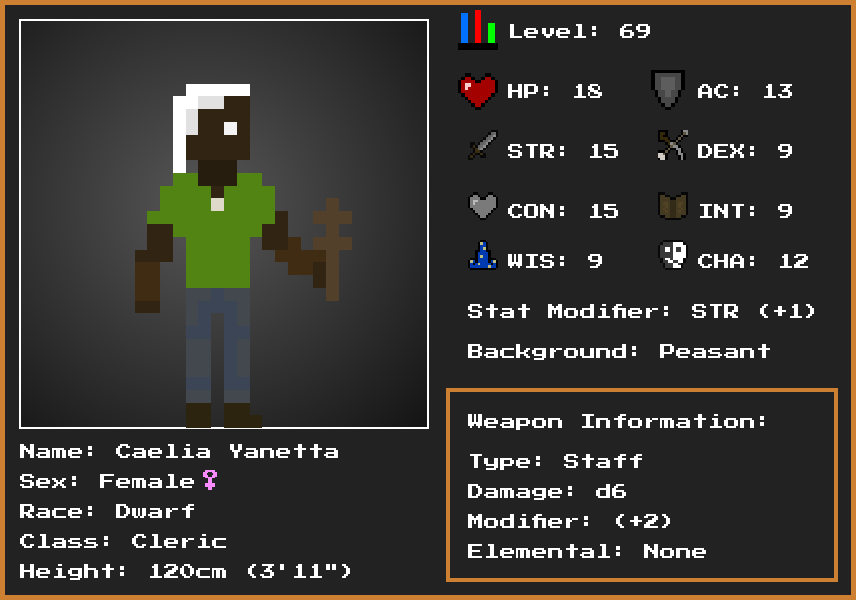 Level: 69
HP: 18 AC: 13
STR: 15 DEX: 9
CON: 15 INT: 9
WIS: 9 CHA: 12
Stat Modifier: STR (+1)
Background: Peasant
Weapon Information:
Type: Staff
Damage: d6
Modifier: (+2)
Elemental: None
Name: Caelia Yanetta
Sex: Female♀
Race: Dwarf
Class: Cleric
Height: 120cm (3'11")